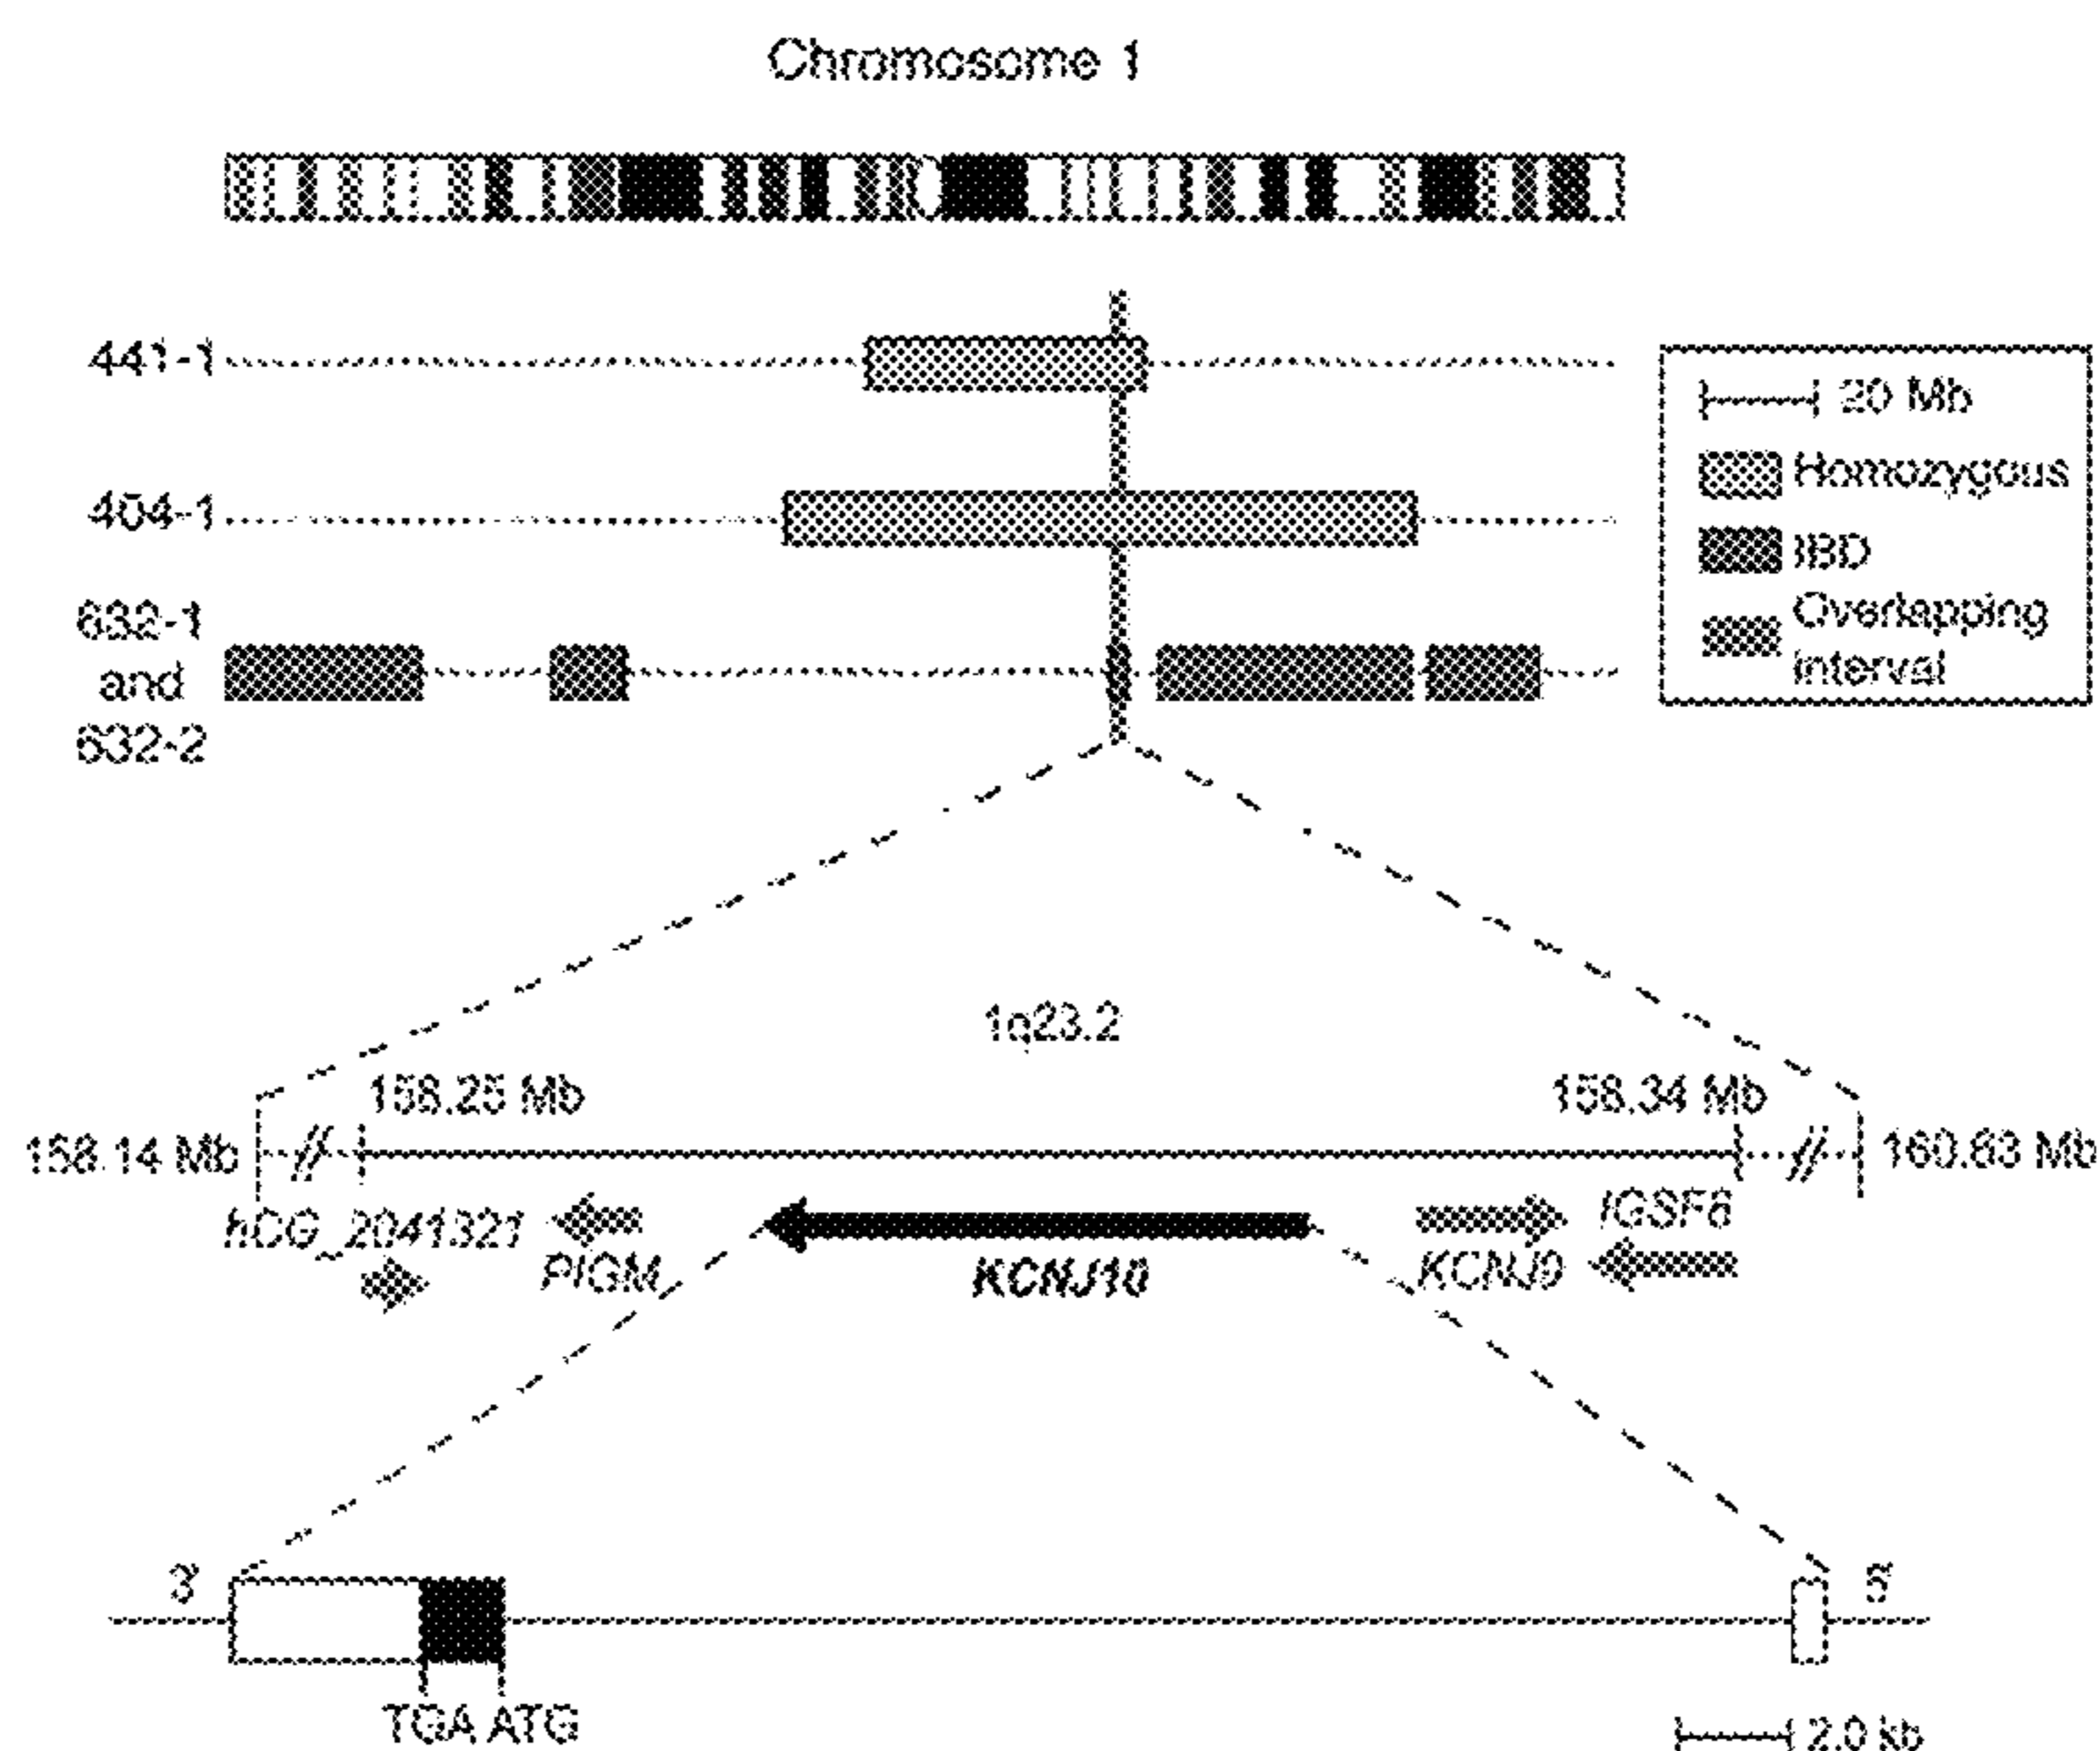 Chromosome 1
441-1
404-1
632-1
and
632-2
20 Mb
Homozygous
IBD
Overlapping
interval
1q23.2
158.25 Mb
158.34 Mb
158.14 Mb
160.83 Mb
hCG_2041321
PIGM
KCNJ10
KCNJ9
IGSF8
3'
5'
TGA ATG
2.0 kb